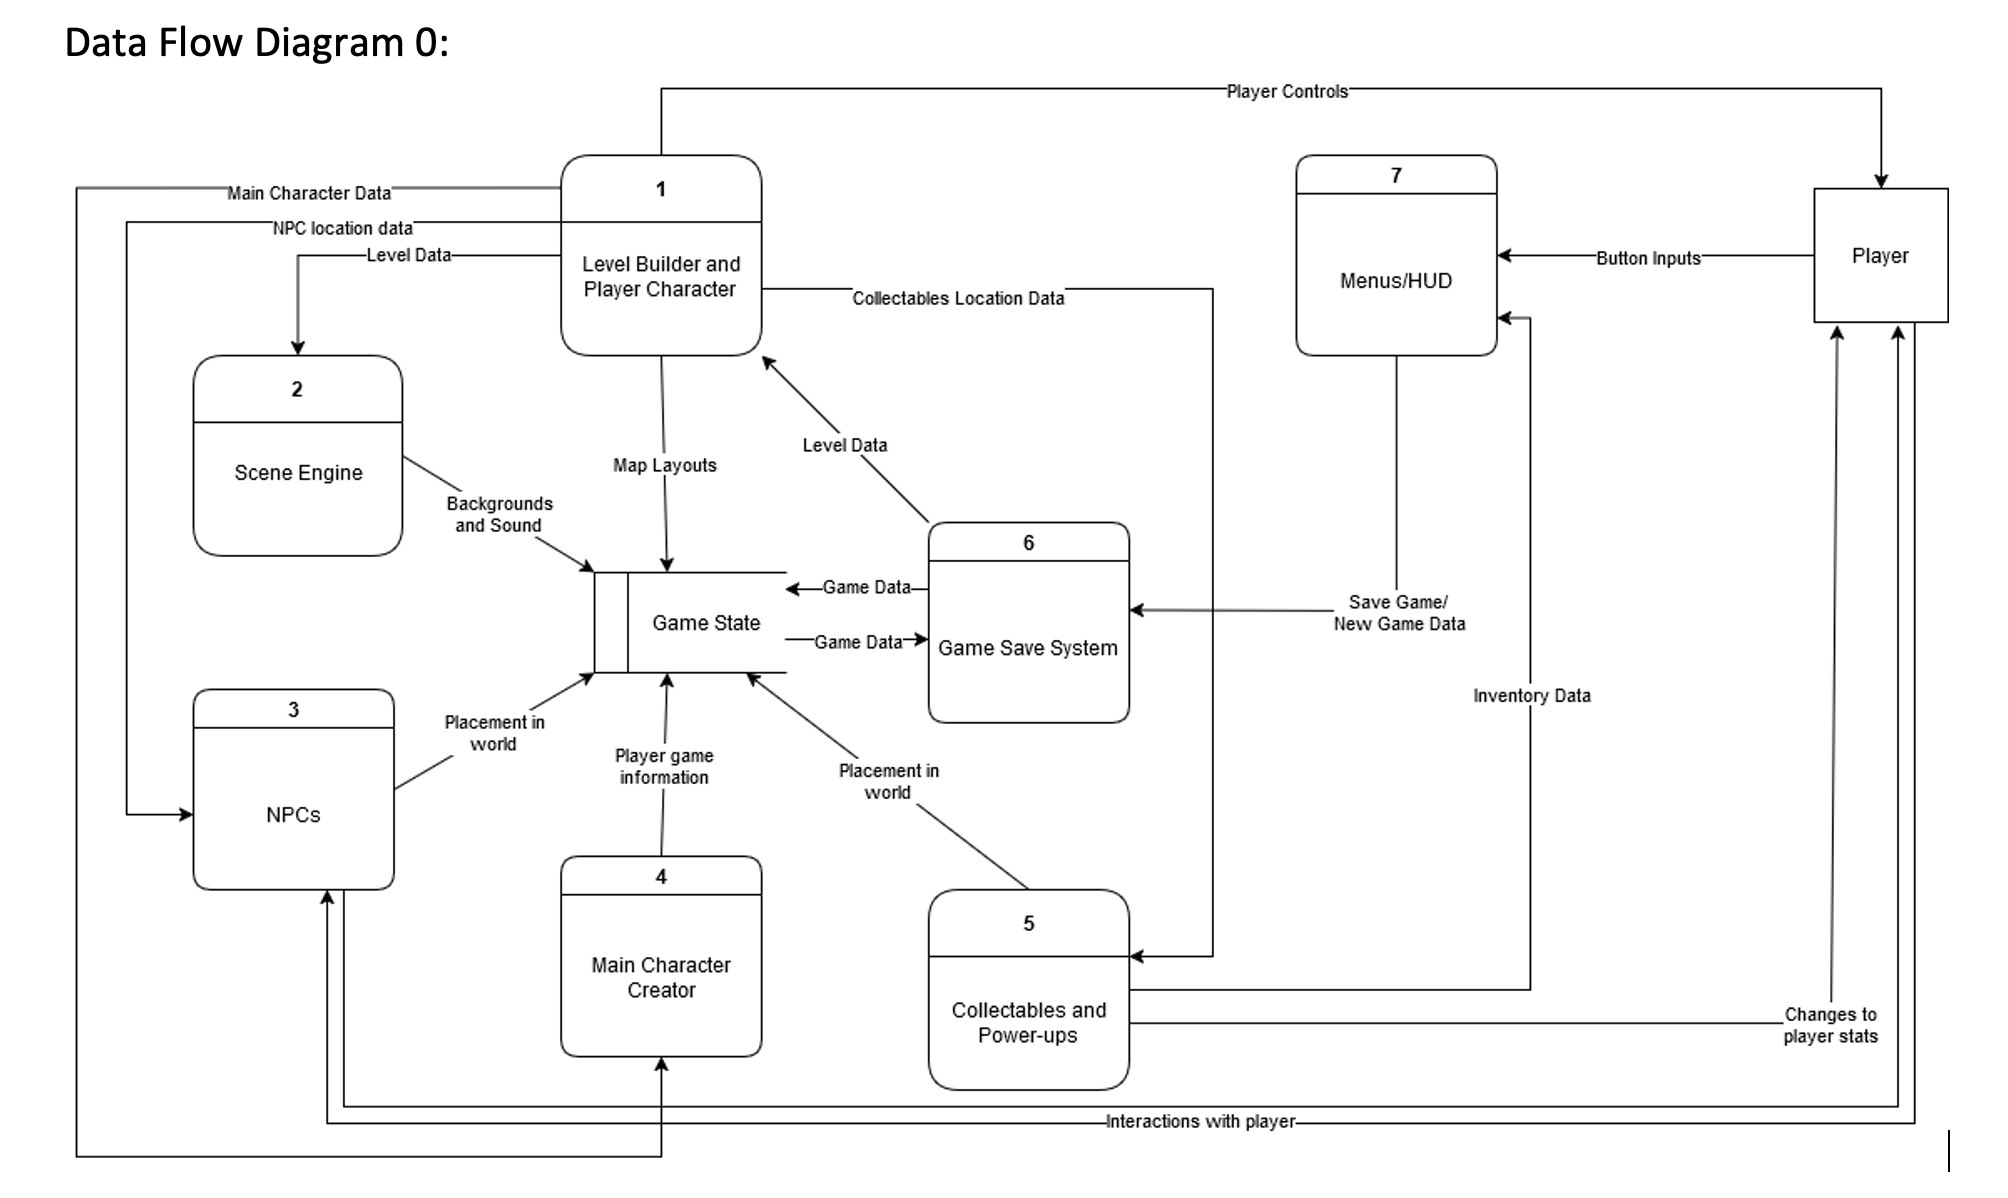 Data Flow Diagram 0:
Player Controls
1
7
Main Character Data
NPC location data
Level Data
Level Builder and
Player Character
Menus/HUD
Button Inputs
Player
Collectables Location Data
2
Scene Engine
Map Layouts
Level Data
Backgrounds
and Sound
6
Game Data
Game State
Game Data
Game Save System
Save Game/
New Game Data
Inventory Data
3
NPCs
Placement in
world
Player game
information
Placement in
world
4
Main Character
Creator
5
Collectables and
Power-ups
Changes to
player stats
Interactions with player